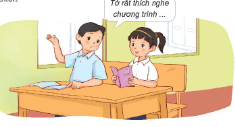 Tớ rất thích nghe
chương trình ...